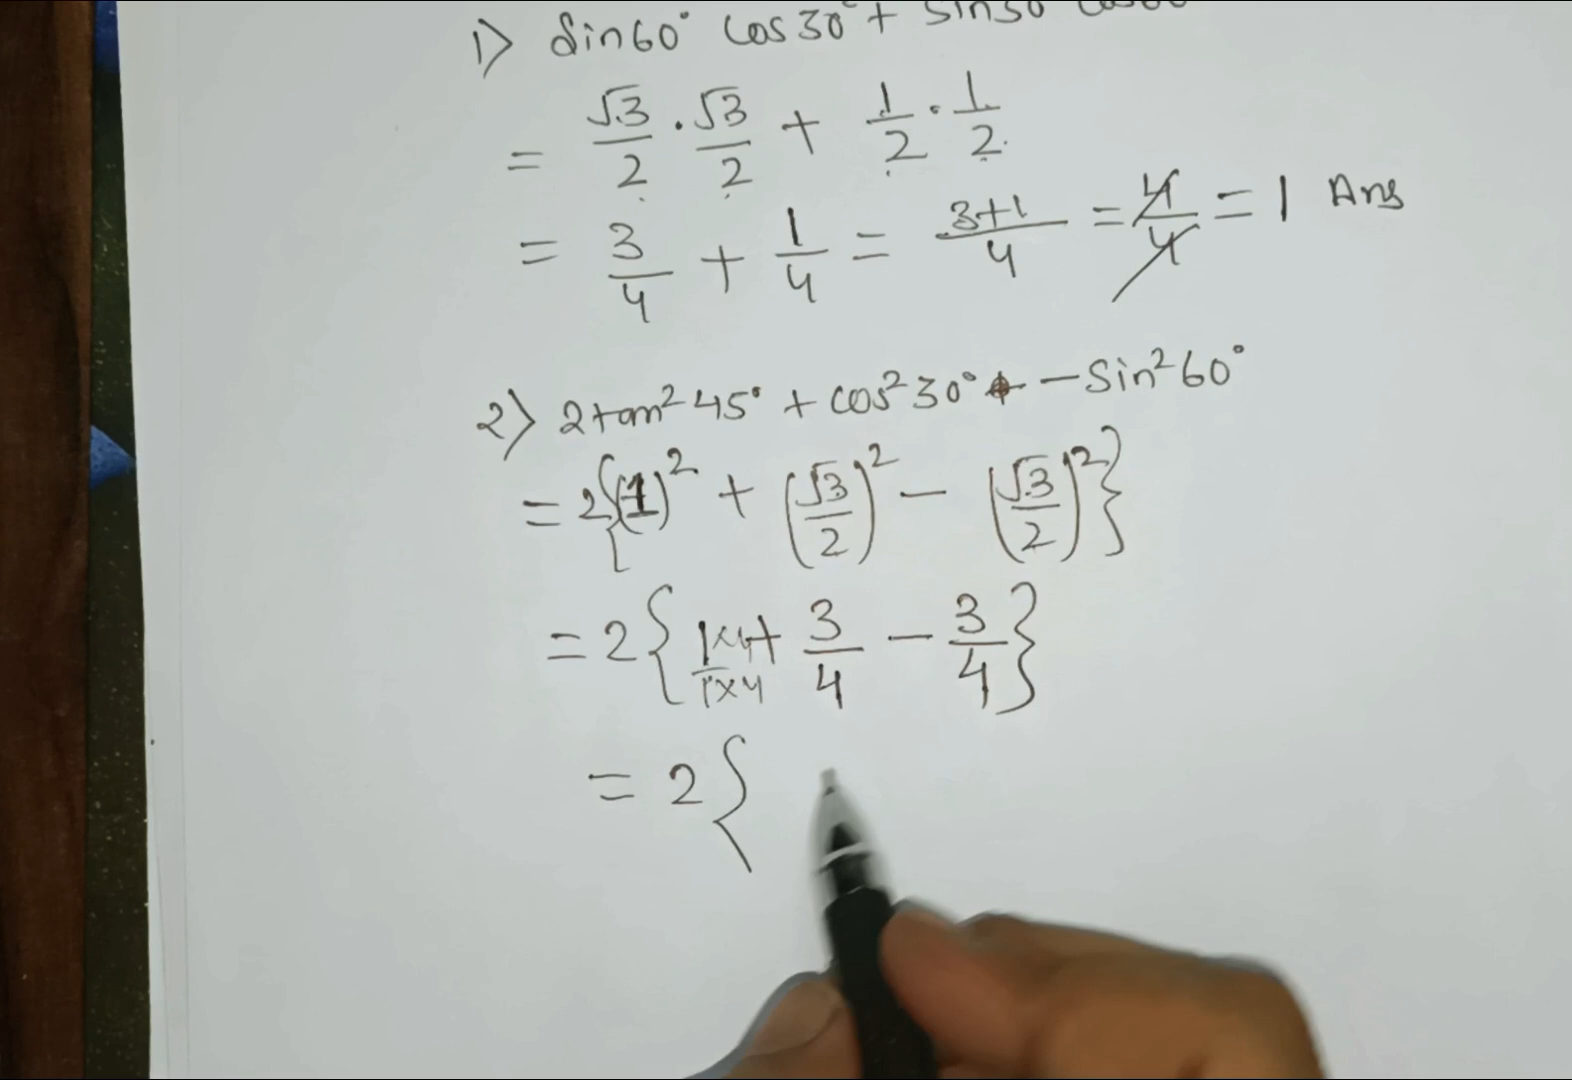 1) Sin60° Cos30° + Sin30° Cos60°
= √3/2 . √3/2 + 1/2 . 1/2
= 3/4 + 1/4 = 3+1/4 = 4/4 = 1 Ans
2) 2tan²45° + cos²30° - Sin²60°
= 2{(1)² + (√3/2)² - (√3/2)²}
= 2{1×4/1×4 + 3/4 - 3/4}
= 2{